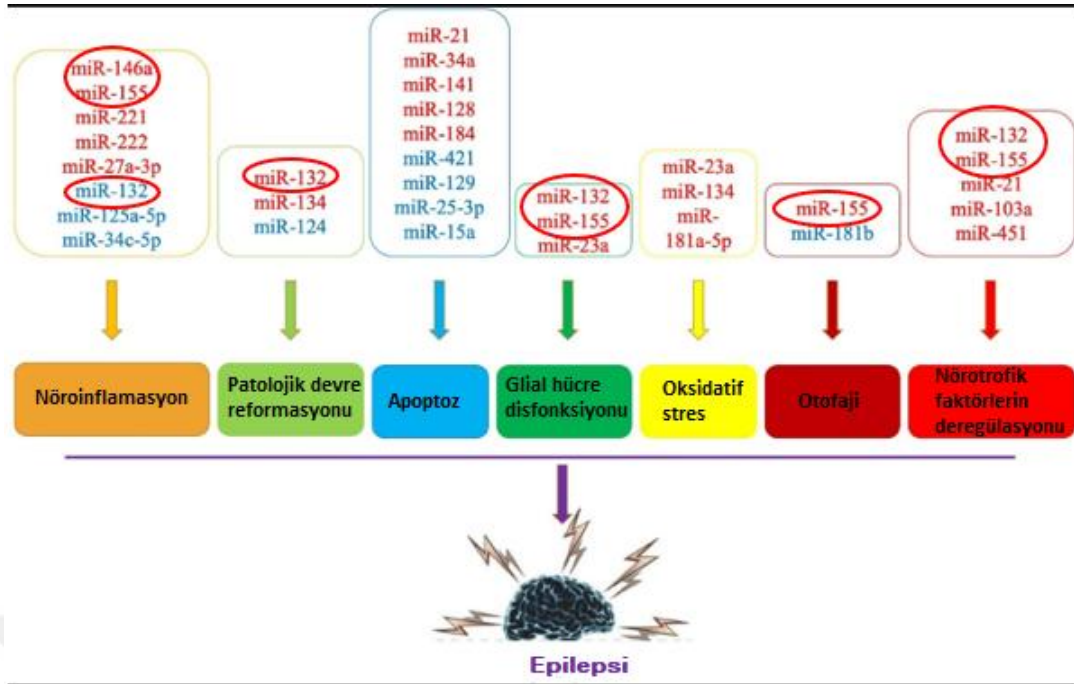 miR-146a
miR-155
miR-221
miR-222
miR-27a-3p
miR-132
miR-125a-5p
miR-34c-5p
miR-132
miR-134
miR-124
miR-21
miR-34a
miR-141
miR-128
miR-184
miR-421
miR-129
miR-25-3p
miR-15a
miR-132
miR-155
miR-23a
miR-23a
miR-134
miR-
181a-5p
miR-155
miR-181b
miR-132
miR-155
miR-21
miR-103a
miR-451
Nöroinflamasyon
Patolojik devre
reformasyonu
Apoptoz
Glial hücre
disfonksiyonu
Oksidatif
stres
Otofaji
Nörotrofik
faktörlerin
deregülasyonu
Epilepsi